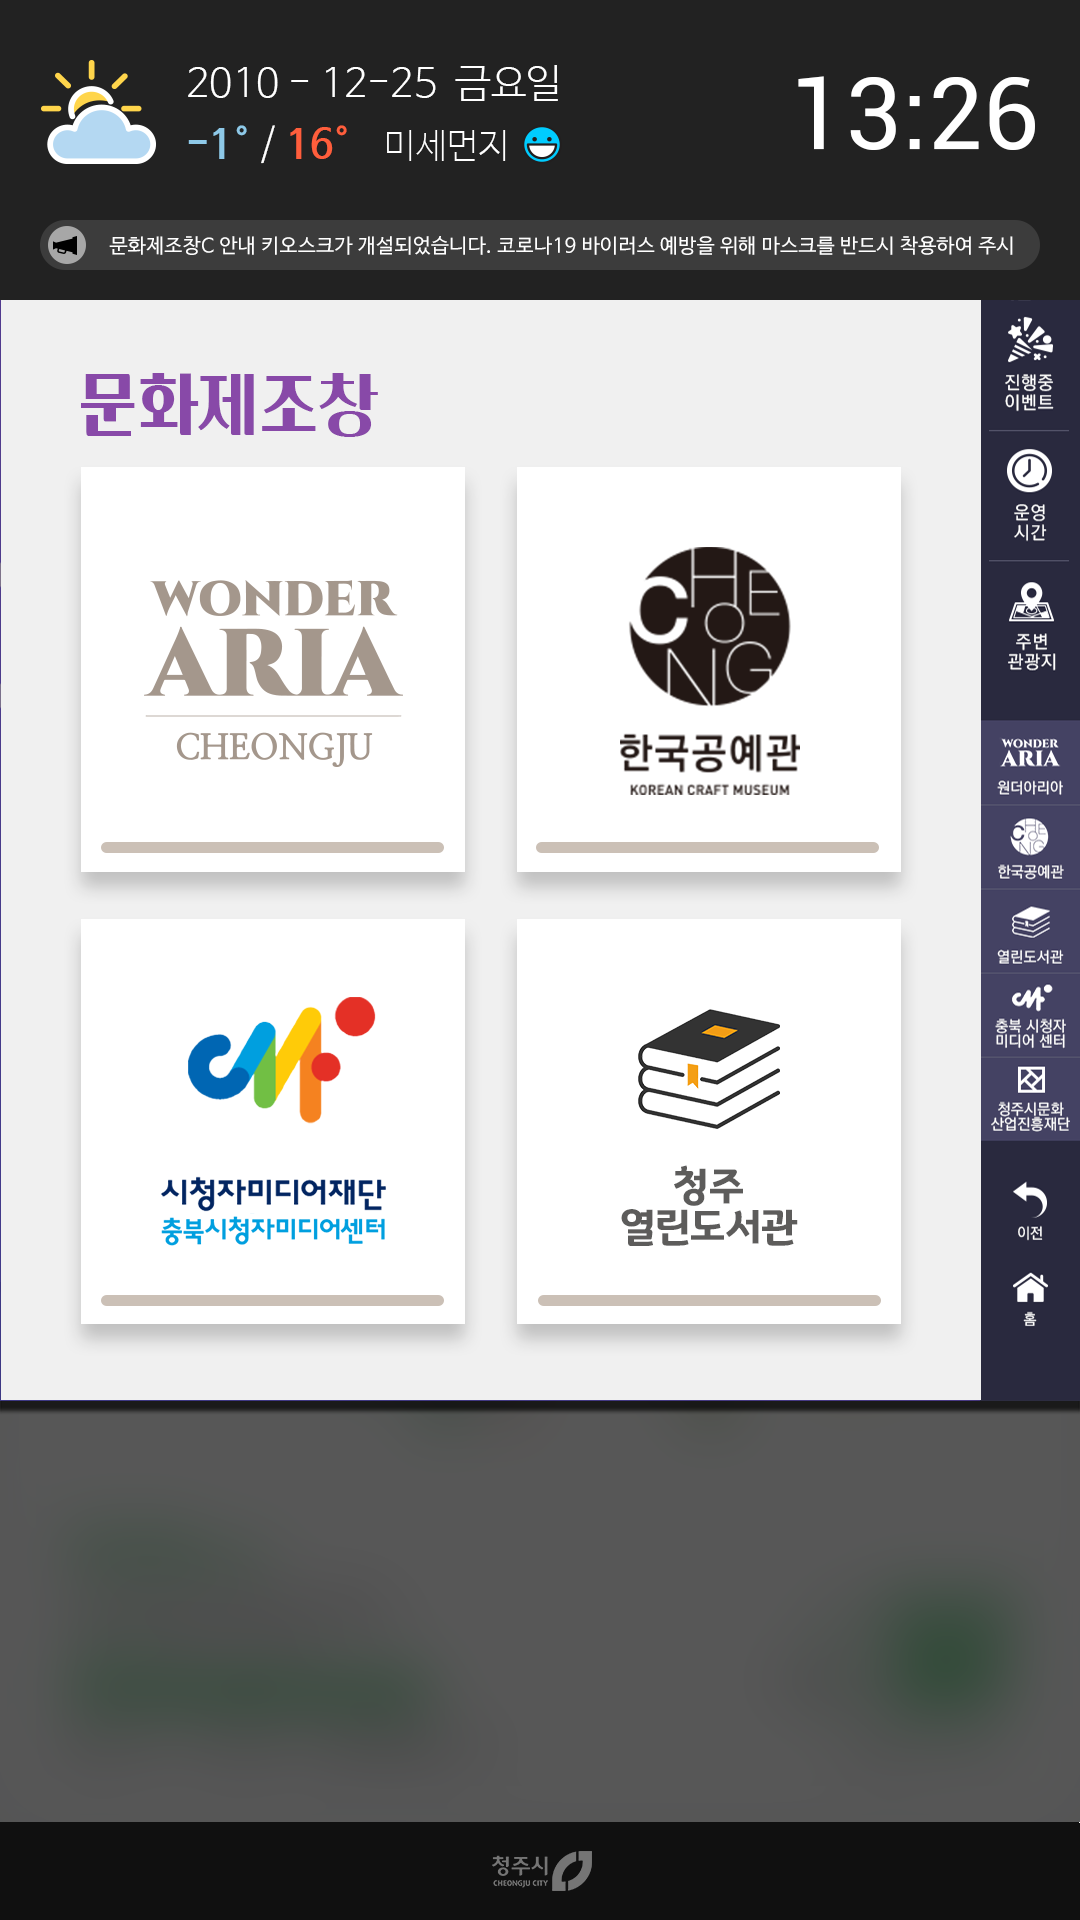 2010 - 12-25 금요일
-1° / 16° 미세먼지
13:26
문화제조창C 안내 키오스크가 개설되었습니다. 코로나19 바이러스 예방을 위해 마스크를 반드시 착용하여 주시
문화제조창
WONDER
ARIA
CHEONGJU
CHEONG
한국공예관
KOREAN CRAFT MUSEUM
시청자미디어재단
충북시청자미디어센터
청주
열린도서관
진행중
이벤트
운영
시간
주변
관광지
WONDER
ARIA
원더아리아
CHEONG
한국공예관
열린도서관
충북 시청자
미디어 센터
청주시문화
산업진흥재단
이전
홈
청주시
CHEONGJU CITY